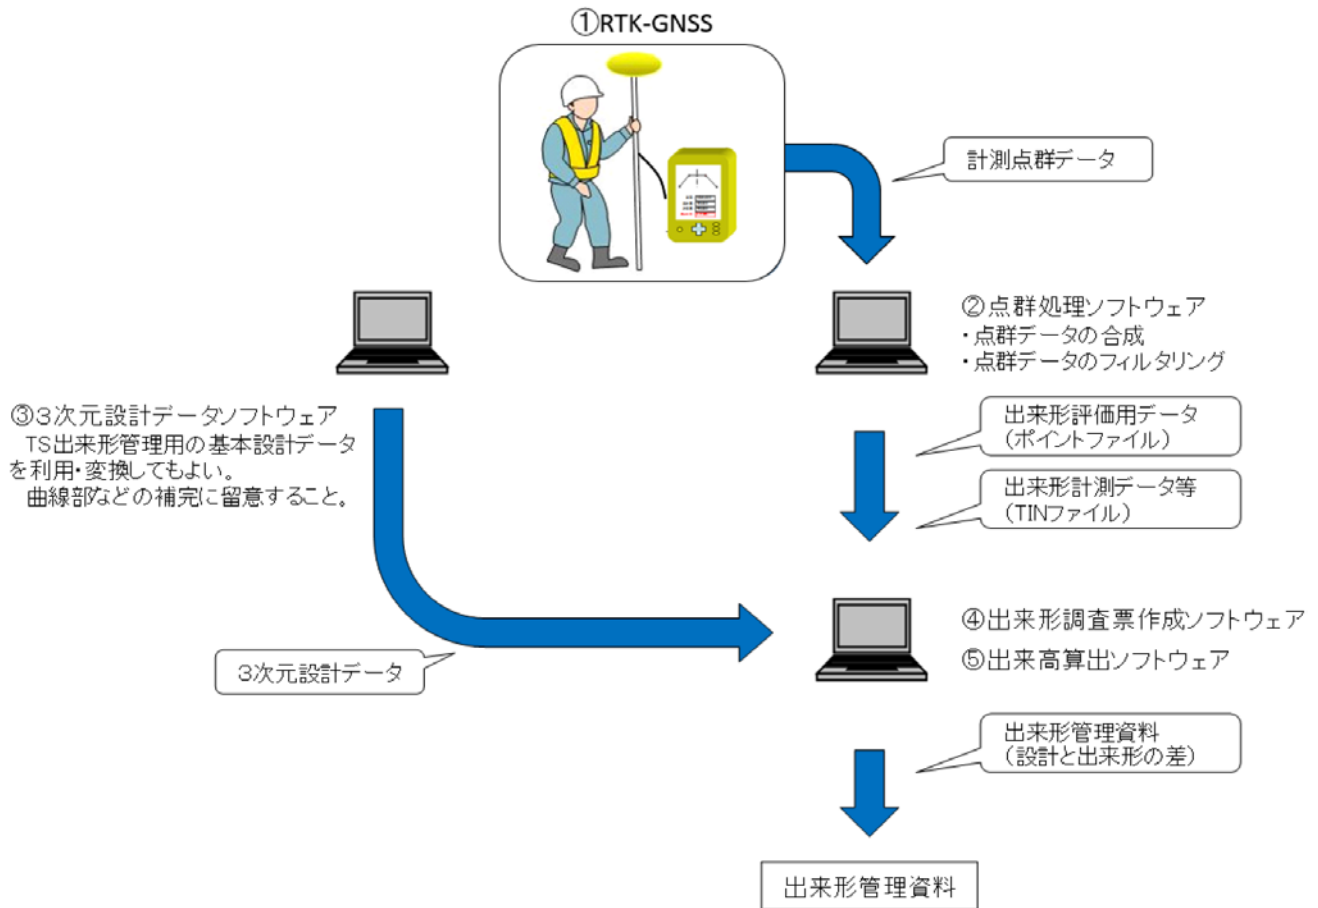 ①RTK-GNSS
計測点群データ
②点群処理ソフトウェア
・点群データの合成
・点群データのフィルタリング
③3次元設計データソフトウェア
TS出来形管理用の基本設計データ
を利用・変換してもよい。
曲線部などの補完に留意すること。
出来形評価用データ
(ポイントファイル)
出来形計測データ等
(TINファイル)
④出来形調査票作成ソフトウェア
⑤出来高算出ソフトウェア
3次元設計データ
出来形管理資料
(設計と出来形の差)
出来形管理資料